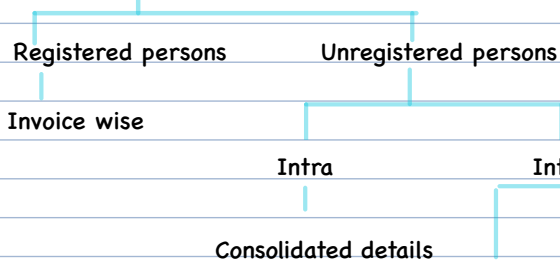 Registered persons Unregistered persons
Invoice wise
Intra
Consolidated details